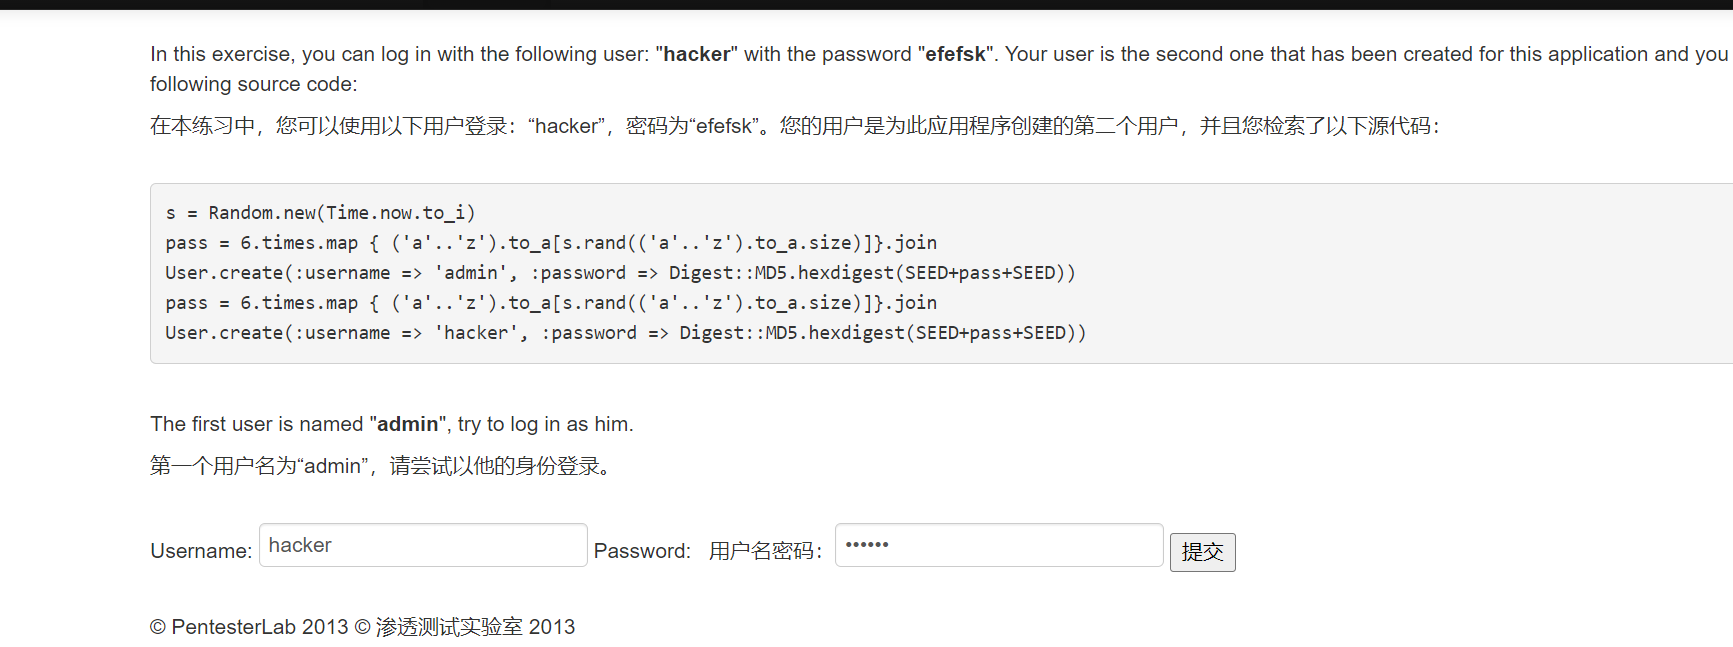 In this exercise, you can log in with the following user: "hacker" with the password "efefsk". Your user is the second one that has been created for this application and you
following source code:
在本练习中，您可以使用以下用户登录：“hacker”，密码为“efefsk”。您的用户是为此应用程序创建的第二个用户，并且您检索了以下源代码：
s = Random.new(Time.now.to_i)
pass = 6.times.map { ('a'..'z').to_a[s.rand(('a'..'z').to_a.size)]}.join
User.create(:username => 'admin', :password => Digest::MD5.hexdigest(SEED+pass+SEED))
pass = 6.times.map { ('a'..'z').to_a[s.rand(('a'..'z').to_a.size)]}.join
User.create(:username => 'hacker', :password => Digest::MD5.hexdigest(SEED+pass+SEED))
The first user is named "admin", try to log in as him.
第一个用户名为“admin”，请尝试以他的身份登录。
Username: hacker Password: 用户名密码： •••••• 提交
© PentesterLab 2013 © 渗透测试实验室 2013